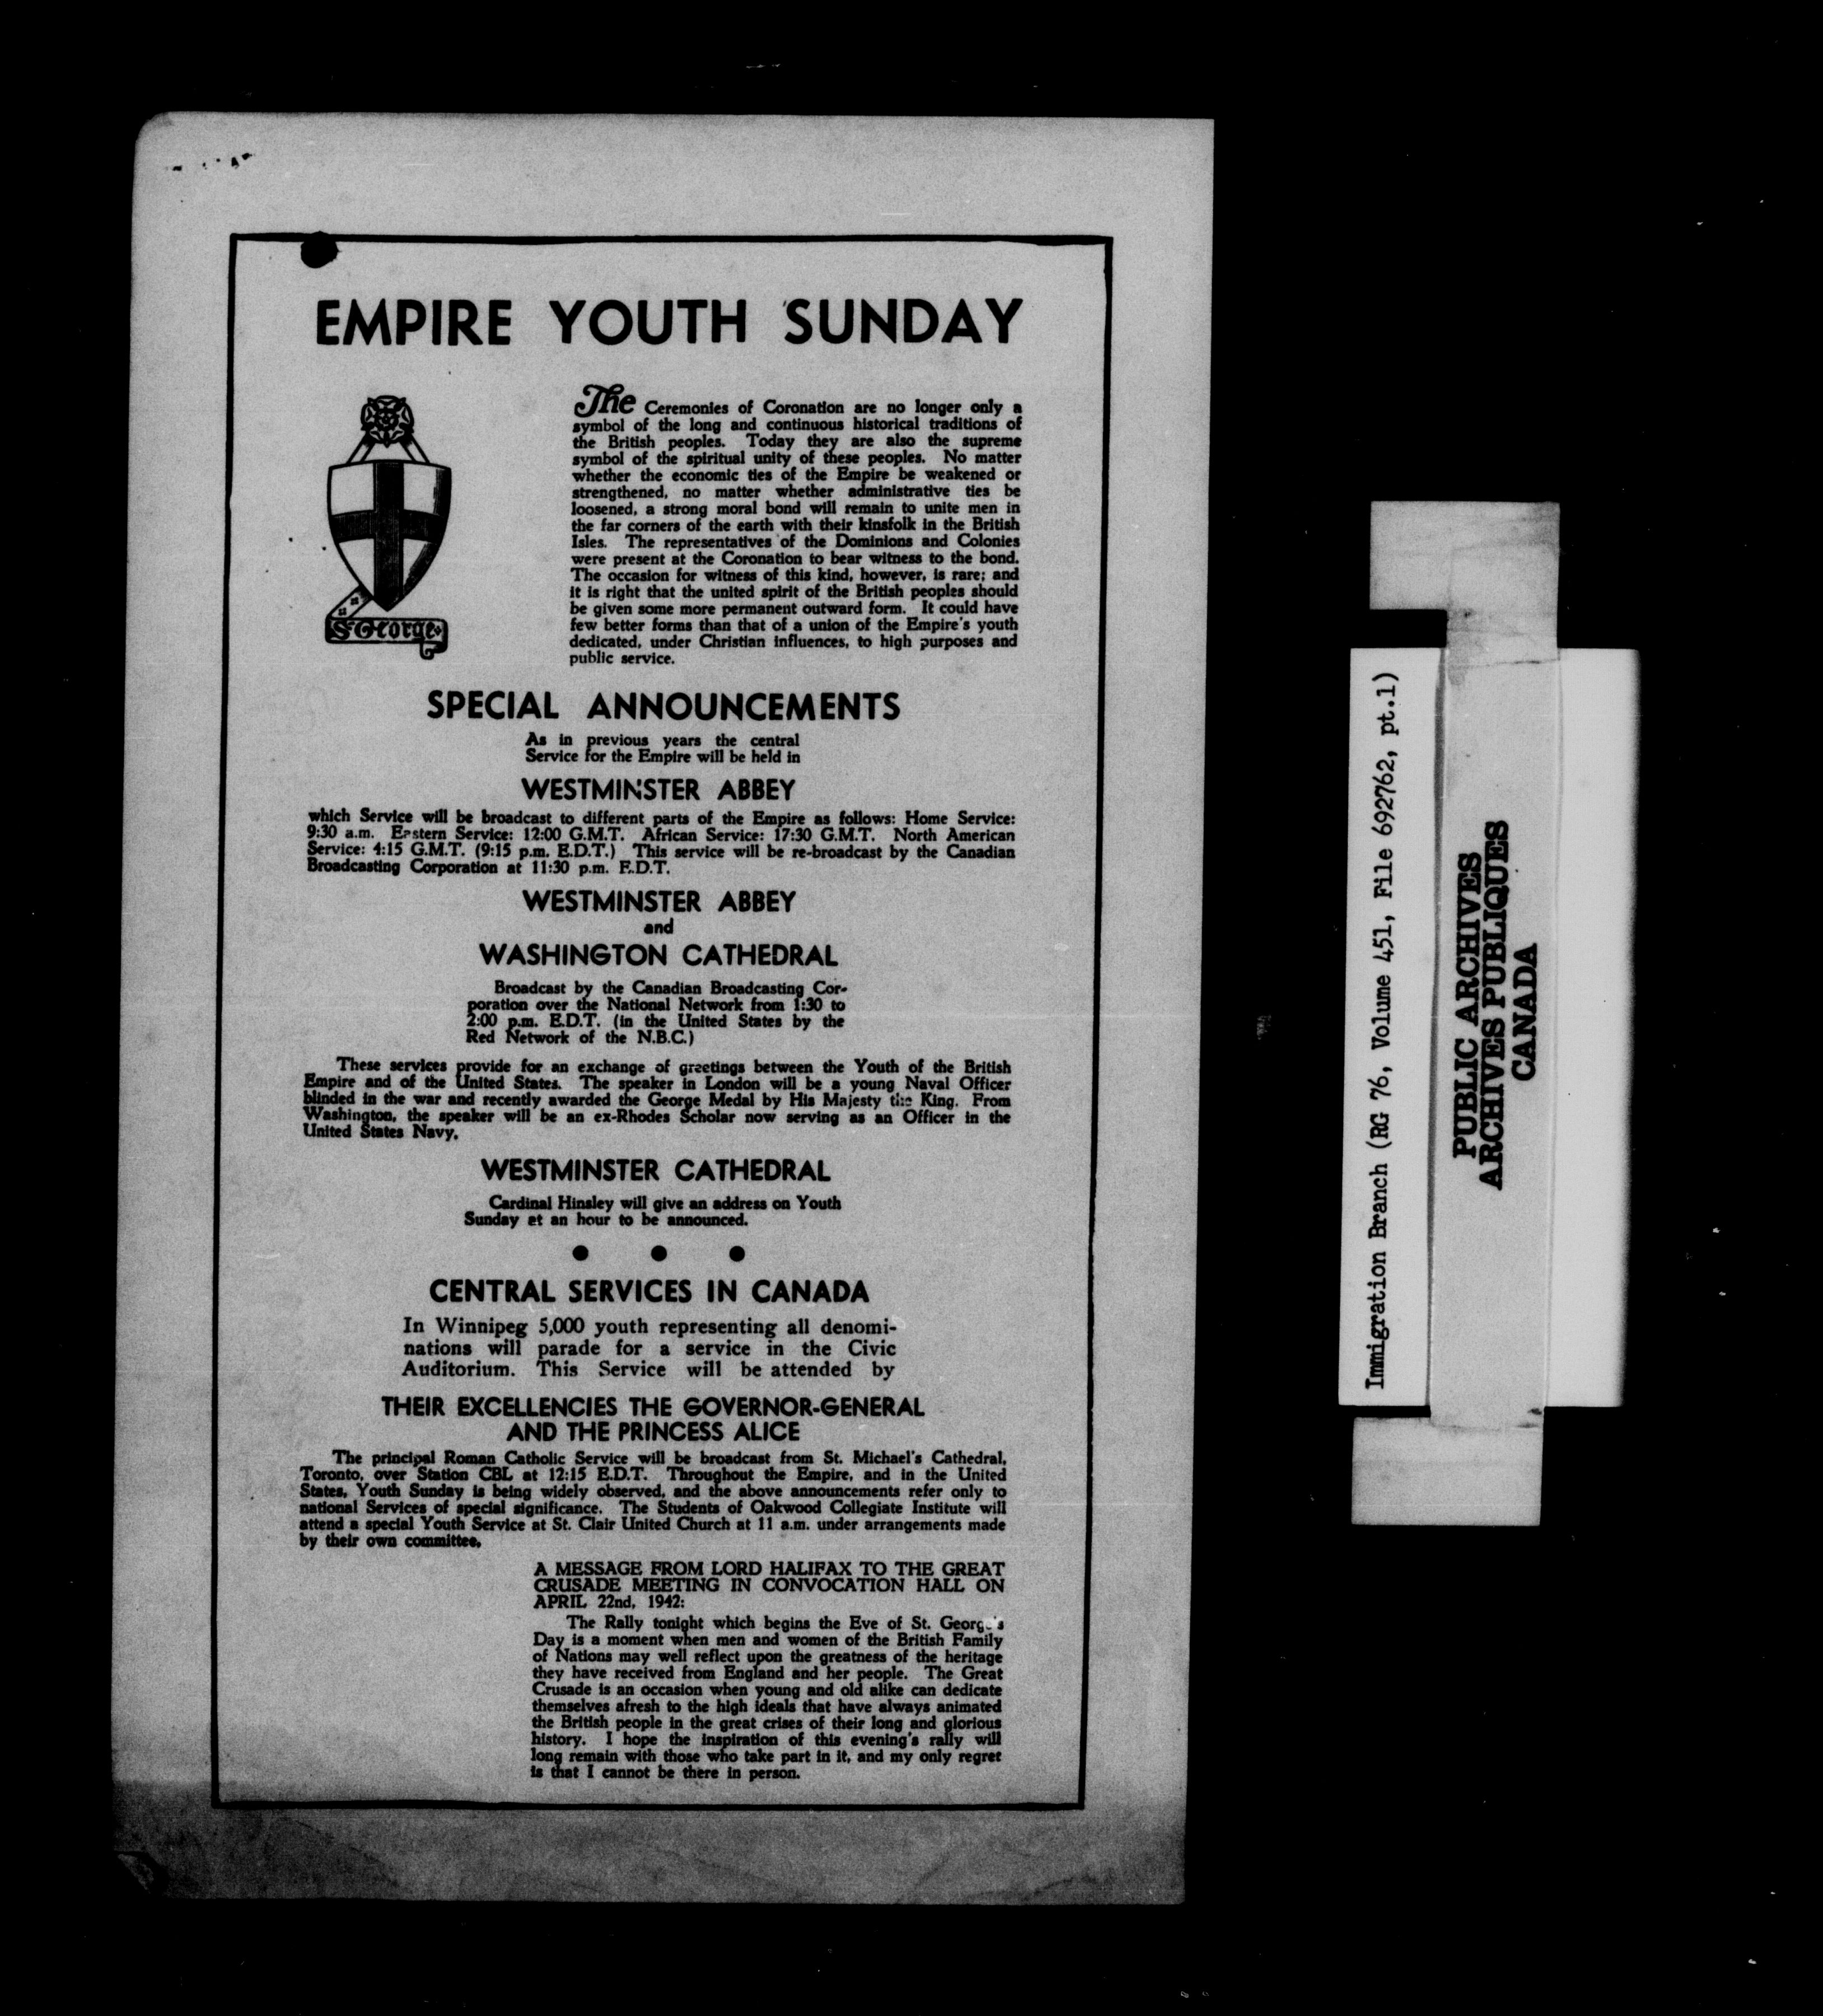 EMPIRE YOUTH SUNDAY
The Ceremonies of Coronation are no longer only a
symbol of the long and continuous historical traditions of
the British peoples. Today they are also the supreme
symbol of the spiritual unity of these peoples. No matter
whether the economic ties of the Empire be weakened or
strengthened, no matter whether administrative ties be
loosened, a strong moral bond will remain to unite men in
the far corners of the earth with their kinsfolk in the British
Isles. The representatives of the Dominions and Colonies
were present at the Coronation to bear witness to the bond.
The occasion for witness of this kind, however, is rare; and
it is right that the united spirit of the British peoples should
be given some more permanent outward form. It could have
few better forms than that of a union of the Empire's youth
dedicated, under Christian influences, to high purposes and
public service.
St George
SPECIAL ANNOUNCEMENTS
As in previous years the central
Service for the Empire will be held in
WESTMINSTER ABBEY
which Service will be broadcast to different parts of the Empire as follows: Home Service:
9:30 a.m. Eastern Service: 12:00 G.M.T. African Service: 17:30 G.M.T. North American
Service: 4:15 G.M.T. (9:15 p.m. E.D.T.) This service will be re-broadcast by the Canadian
Broadcasting Corporation at 11:30 p.m. E.D.T.
WESTMINSTER ABBEY
and
WASHINGTON CATHEDRAL
Broadcast by the Canadian Broadcasting Cor-
poration over the National Network from 1:30 to
2:00 p.m. E.D.T. (in the United States by the
Red Network of the N.B.C.)
These services provide for an exchange of greetings between the Youth of the British
Empire and of the United States. The speaker in London will be a young Naval Officer
blinded in the war and recently awarded the George Medal by His Majesty the King. From
Washington, the speaker will be an ex-Rhodes Scholar now serving as an Officer in the
United States Navy.
WESTMINSTER CATHEDRAL
Cardinal Hinsley will give an address on Youth
Sunday at an hour to be announced.
CENTRAL SERVICES IN CANADA
In Winnipeg 5,000 youth representing all denomi-
nations will parade for a service in the Civic
Auditorium. This Service will be attended by
THEIR EXCELLENCIES THE GOVERNOR-GENERAL
AND THE PRINCESS ALICE
The principal Roman Catholic Service will be broadcast from St. Michael's Cathedral,
Toronto, over Station CBL at 12:15 E.D.T. Throughout the Empire, and in the United
States, Youth Sunday is being widely observed, and the above announcements refer only to
national Services of special significance. The Students of Oakwood Collegiate Institute will
attend a special Youth Service at St. Clair United Church at 11 a.m. under arrangements made
by their own committee.
A MESSAGE FROM LORD HALIFAX TO THE GREAT
CRUSADE MEETING IN CONVOCATION HALL ON
APRIL 22nd, 1942:
The Rally tonight which begins the Eve of St. George's
Day is a moment when men and women of the British Family
of Nations may well reflect upon the greatness of the heritage
they have received from England and her people. The Great
Crusade is an occasion when young and old alike can dedicate
themselves afresh to the high ideals that have always animated
the British people in the great crises of their long and glorious
history. I hope the inspiration of this evening's rally will
long remain with those who take part in it, and my only regret
is that I cannot be there in person.
Immigration Branch (RG 76, Volume 451, File 692762, pt.1)
PUBLIC ARCHIVES
ARCHIVES PUBLIQUES
CANADA